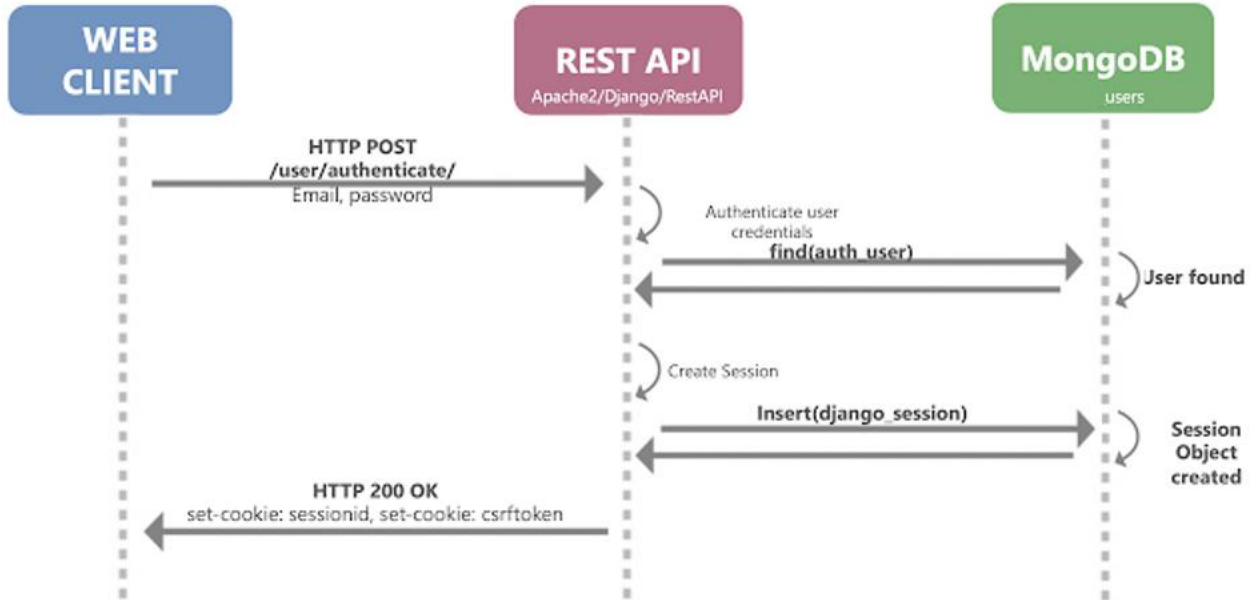 WEB
CLIENT
REST API
Apache2/Django/RestAPI
MongoDB
users
HTTP POST
/user/authenticate/
Email, password
Authenticate user
credentials
find(auth_user)
User found
Create Session
Insert(django_session)
Session
Object
created
HTTP 200 OK
set-cookie: sessionid, set-cookie: csrftoken